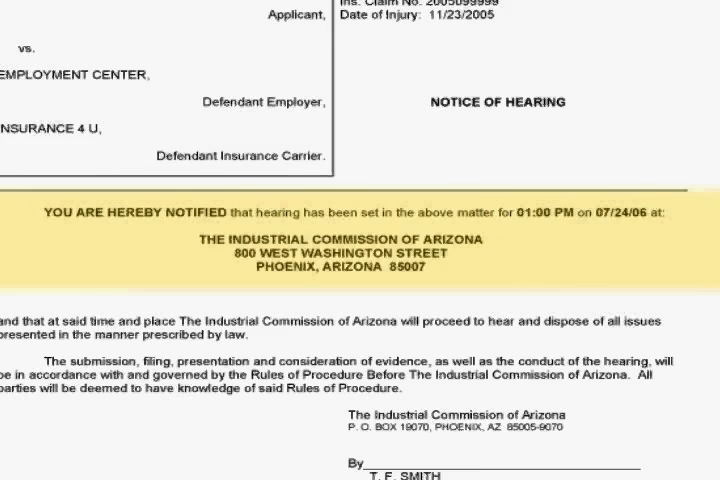 Ins. Claim No. 2005099999
Applicant,
Date of Injury: 11/23/2005
vs.
EMPLOYMENT CENTER,
Defendant Employer,
NOTICE OF HEARING
NSURANCE 4 U,
Defendant Insurance Carrier.
YOU ARE HEREBY NOTIFIED that hearing has been set in the above matter for 01:00 PM on 07/24/06 at:
THE INDUSTRIAL COMMISSION OF ARIZONA
800 WEST WASHINGTON STREET
PHOENIX, ARIZONA 85007
and that at said time and place The Industrial Commission of Arizona will proceed to hear and dispose of all issues
presented in the manner prescribed by law.
The submission, filing, presentation and consideration of evidence, as well as the conduct of the hearing, will
be in accordance with and governed by the Rules of Procedure Before The Industrial Commission of Arizona. All
parties will be deemed to have knowledge of said Rules of Procedure.
The Industrial Commission of Arizona
P. O. BOX 19070, PHOENIX, AZ 85005-9070
By
T. F. SMITH